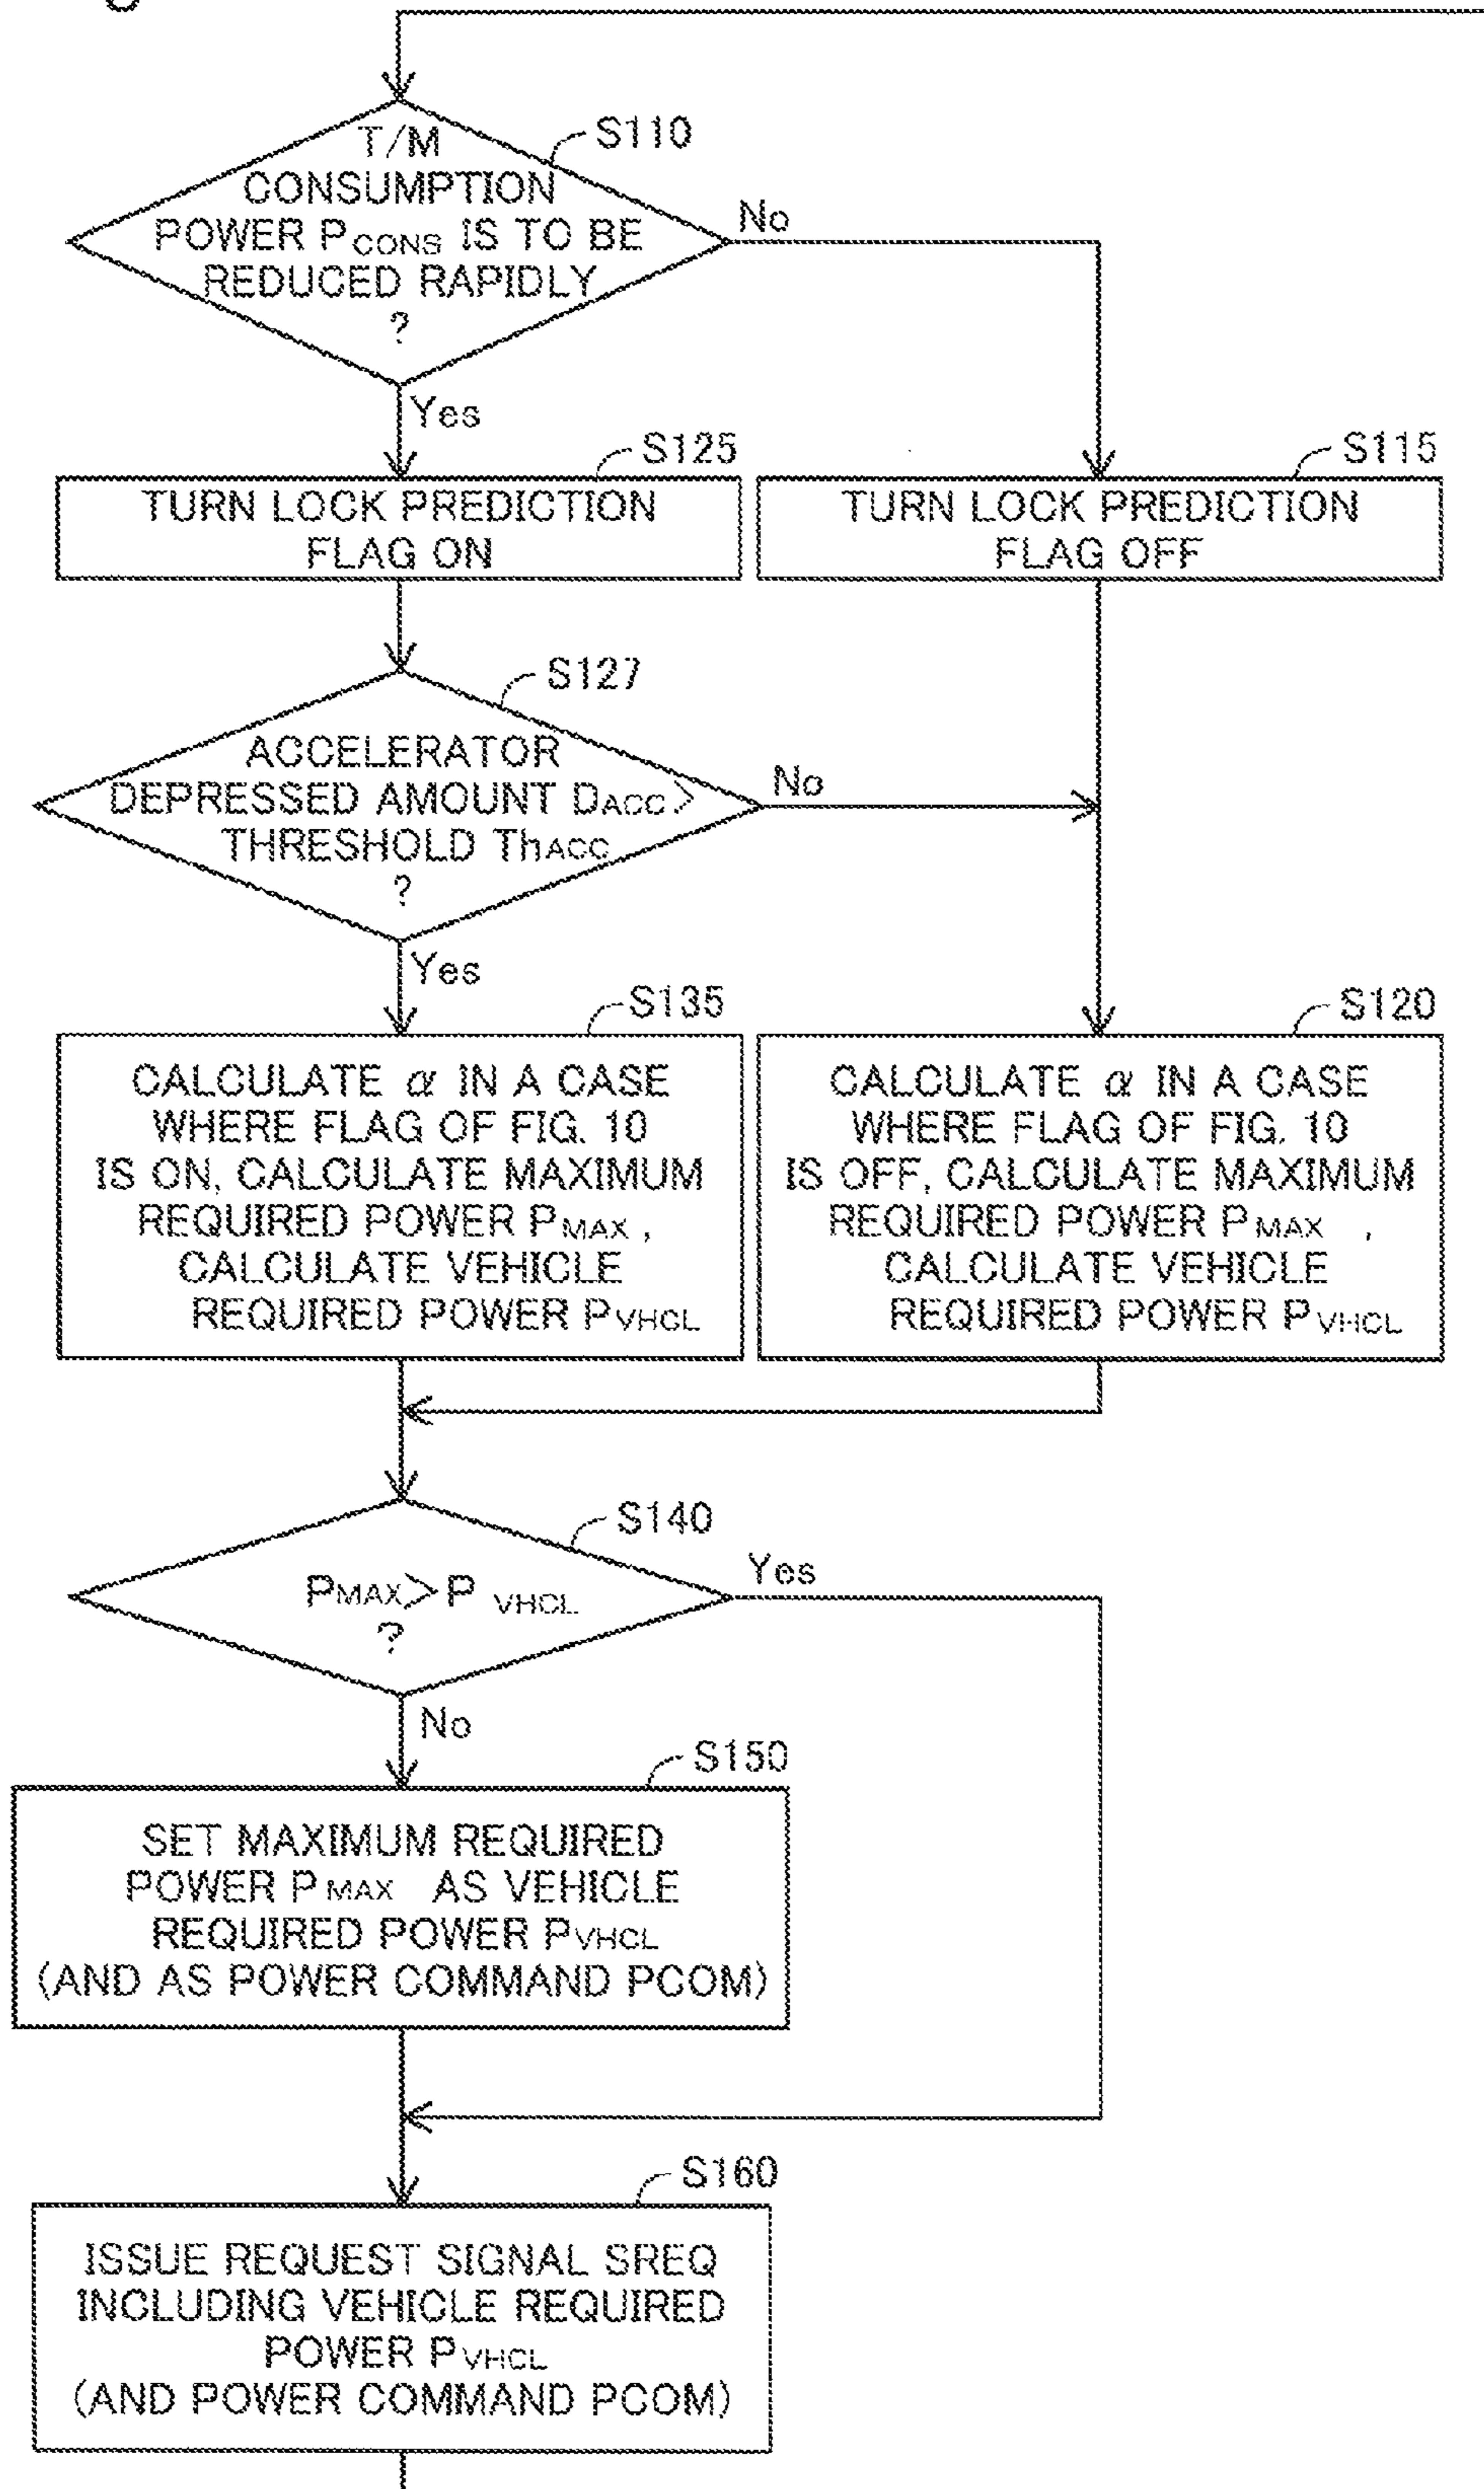 S110
T/M
CONSUMPTION
POWER PCONS IS TO BE
REDUCED RAPIDLY
?
No
Yes
S125
TURN LOCK PREDICTION
FLAG ON
S115
TURN LOCK PREDICTION
FLAG OFF
S127
ACCELERATOR
DEPRESSED AMOUNT DACC>
THRESHOLD ThACC
?
No
Yes
S135
CALCULATE α IN A CASE
WHERE FLAG OF FIG. 10
IS ON, CALCULATE MAXIMUM
REQUIRED POWER PMAX,
CALCULATE VEHICLE
REQUIRED POWER PVHCL
S120
CALCULATE α IN A CASE
WHERE FLAG OF FIG. 10
IS OFF, CALCULATE MAXIMUM
REQUIRED POWER PMAX ,
CALCULATE VEHICLE
REQUIRED POWER PVHCL
S140
PMAX>P VHCL
?
Yes
No
S150
SET MAXIMUM REQUIRED
POWER PMAX AS VEHICLE
REQUIRED POWER PVHCL
(AND AS POWER COMMAND PCOM)
S160
ISSUE REQUEST SIGNAL SREQ
INCLUDING VEHICLE REQUIRED
POWER PVHCL
(AND POWER COMMAND PCOM)